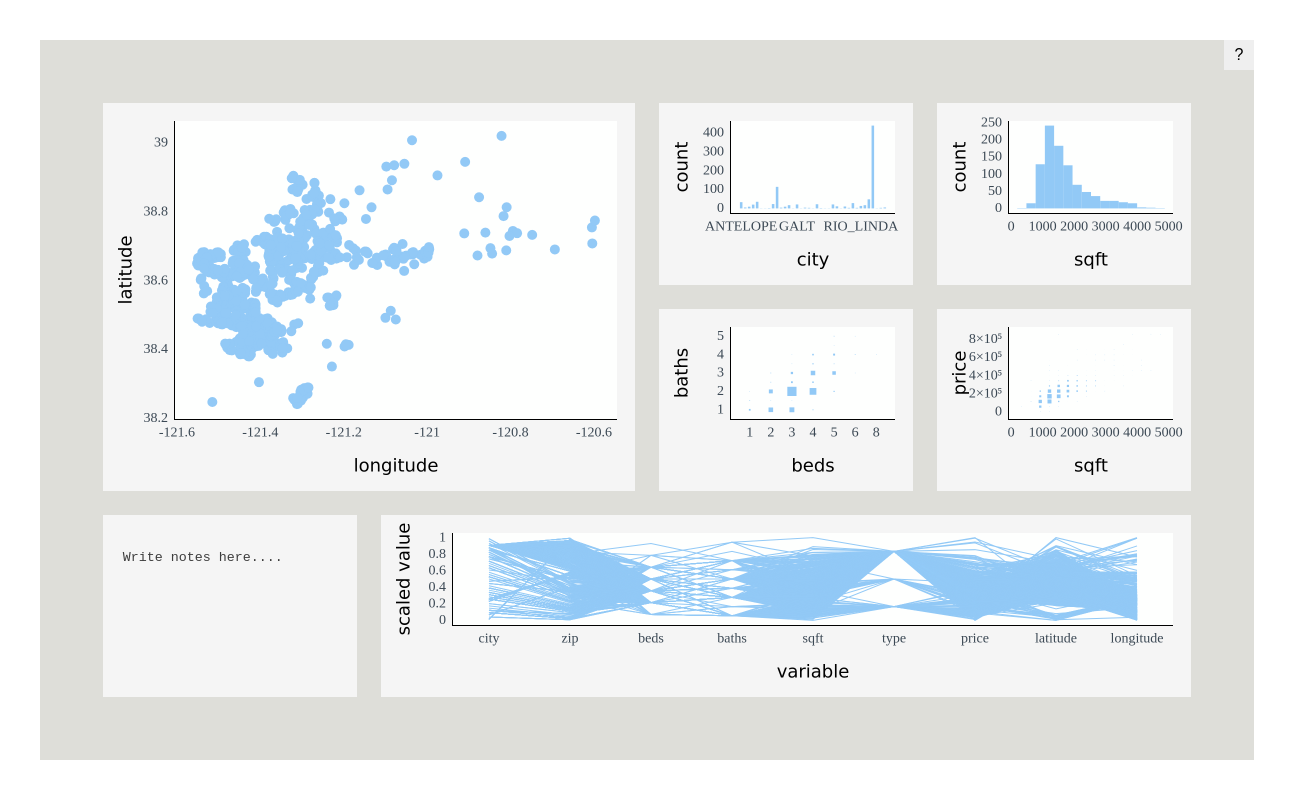 ?
39
38.8
38.6
38.4
38.2
latitude
-121.6 -121.4 -121.2 -121 -120.8 -120.6
longitude
400
300
200
100
0
count
ANTELOPE GALT RIO_LINDA
city
250
200
150
100
50
0
count
0 1000 2000 3000 4000 5000
sqft
5
4
3
2
1
baths
1 2 3 4 5 6 8
beds
8×10⁵
6×10⁵
4×10⁵
2×10⁵
0
price
0 1000 2000 3000 4000 5000
sqft
Write notes here....
1
0.8
0.6
0.4
0.2
0
scaled value
city zip beds baths sqft type price latitude longitude
variable